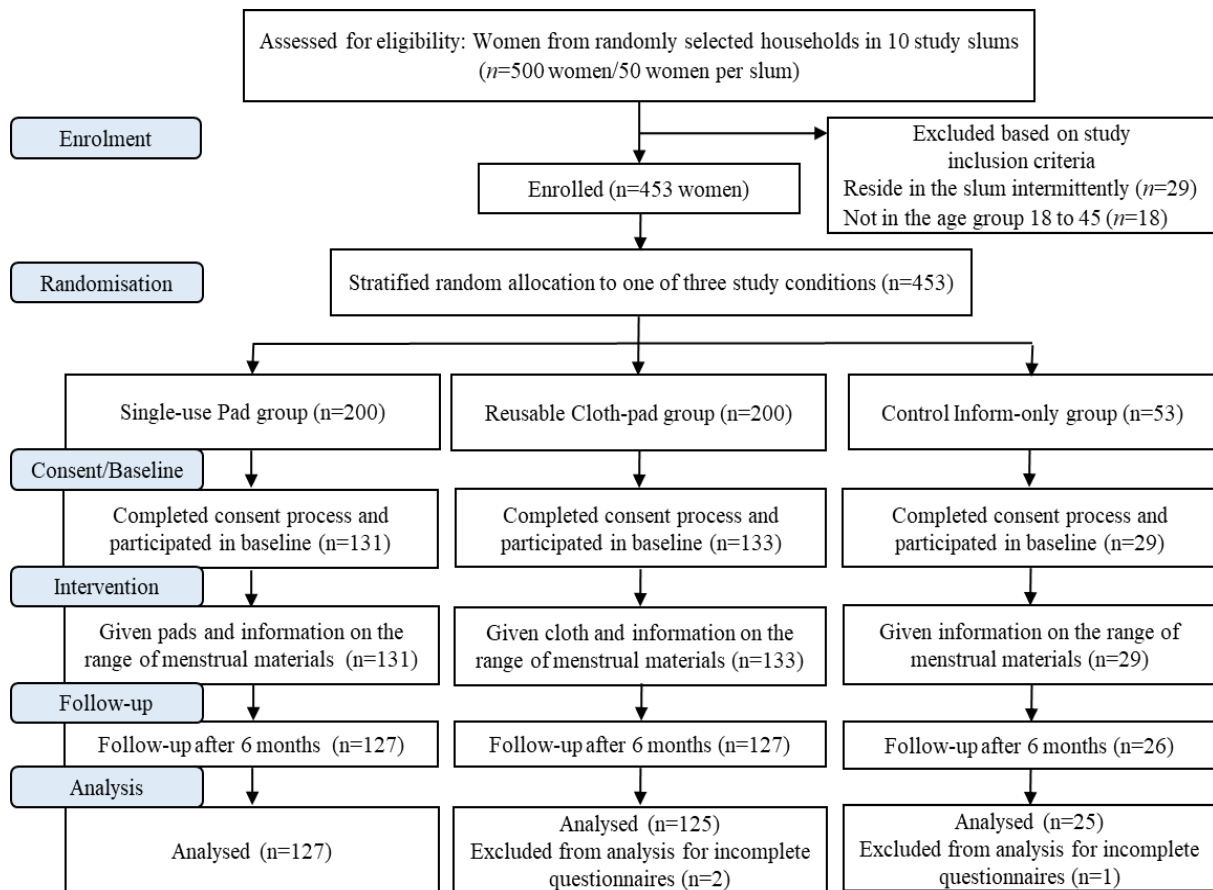 Assessed for eligibility: Women from randomly selected households in 10 study slums
(n=500 women/50 women per slum)
Enrolment
Excluded based on study
inclusion criteria
Reside in the slum intermittently (n=29)
Not in the age group 18 to 45 (n=18)
Enrolled (n=453 women)
Randomisation
Stratified random allocation to one of three study conditions (n=453)
Single-use Pad group (n=200)
Reusable Cloth-pad group (n=200)
Control Inform-only group (n=53)
Consent/Baseline
Completed consent process and
participated in baseline (n=131)
Completed consent process and
participated in baseline (n=133)
Completed consent process and
participated in baseline (n=29)
Intervention
Given pads and information on the
range of menstrual materials (n=131)
Given cloth and information on the
range of menstrual materials (n=133)
Given information on the range of
menstrual materials (n=29)
Follow-up
Follow-up after 6 months (n=127)
Follow-up after 6 months (n=127)
Follow-up after 6 months (n=26)
Analysis
Analysed (n=127)
Analysed (n=125)
Excluded from analysis for incomplete
questionnaires (n=2)
Analysed (n=25)
Excluded from analysis for incomplete
questionnaires (n=1)